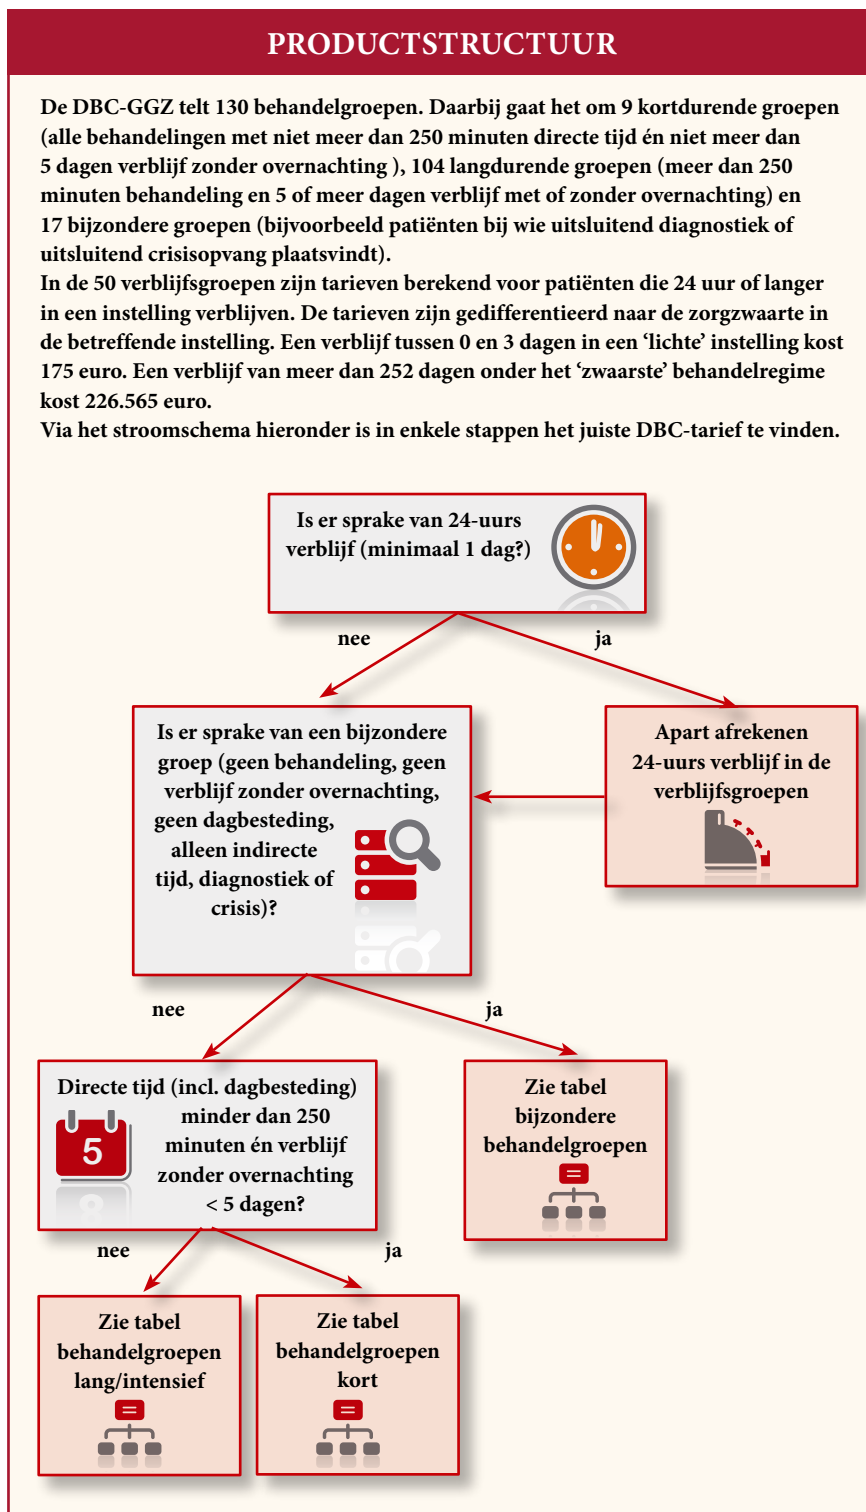 PRODUCTSTRUCTUUR
De DBC-GGZ telt 130 behandelgroepen. Daarbij gaat het om 9 kortdurende groepen
(alle behandelingen met niet meer dan 250 minuten directe tijd én niet meer dan
5 dagen verblijf zonder overnachting ), 104 langdurende groepen (meer dan 250
minuten behandeling en 5 of meer dagen verblijf met of zonder overnachting) en
17 bijzondere groepen (bijvoorbeeld patiënten bij wie uitsluitend diagnostiek of
uitsluitend crisisopvang plaatsvindt).
In de 50 verblijfsgroepen zijn tarieven berekend voor patiënten die 24 uur of langer
in een instelling verblijven. De tarieven zijn gedifferentieerd naar de zorgzwaarte in
de betreffende instelling. Een verblijf tussen 0 en 3 dagen in een ‘lichte’ instelling kost
175 euro. Een verblijf van meer dan 252 dagen onder het ‘zwaarste’ behandelregime
kost 226.565 euro.
Via het stroomschema hieronder is in enkele stappen het juiste DBC-tarief te vinden.
Is er sprake van 24-uurs
verblijf (minimaal 1 dag?)
nee
ja
Is er sprake van een bijzondere
groep (geen behandeling, geen
verblijf zonder overnachting,
geen dagbesteding,
alleen indirecte
tijd, diagnostiek of
crisis)?
Apart afrekenen
24-uurs verblijf in de
verblijfsgroepen
nee
ja
Directe tijd (incl. dagbesteding)
minder dan 250
minuten én verblijf
zonder overnachting
< 5 dagen?
5
Zie tabel
bijzondere
behandelgroepen
nee
ja
Zie tabel
behandelgroepen
lang/intensief
Zie tabel
behandelgroepen
kort